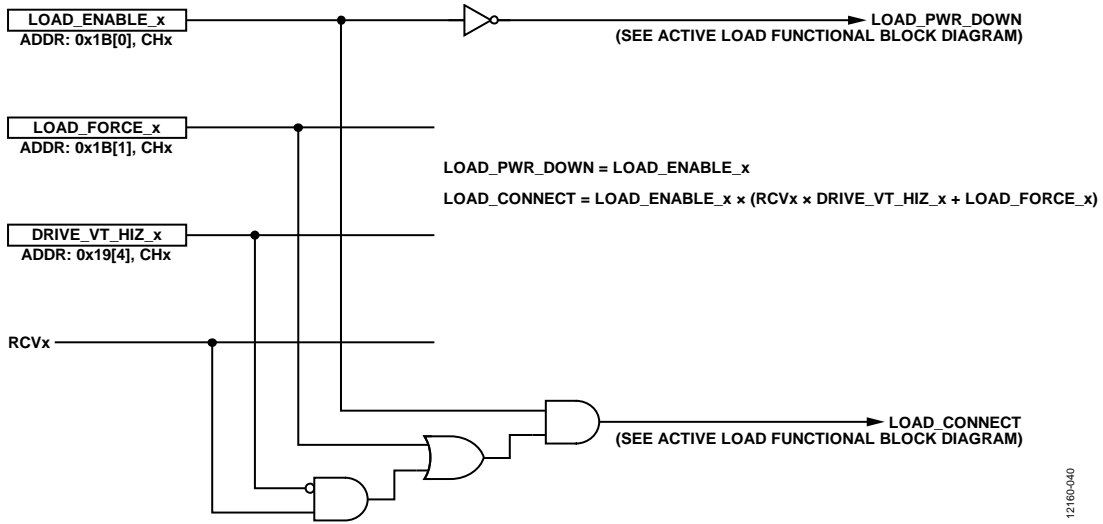 LOAD_ENABLE_x
ADDR: 0x1B[0], CHx
LOAD_PWR_DOWN
(SEE ACTIVE LOAD FUNCTIONAL BLOCK DIAGRAM)
LOAD_FORCE_x
ADDR: 0x1B[1], CHx
LOAD_PWR_DOWN = LOAD_ENABLE_x
LOAD_CONNECT = LOAD_ENABLE_x × (RCVx × DRIVE_VT_HIZ_x + LOAD_FORCE_x)
DRIVE_VT_HIZ_x
ADDR: 0x19[4], CHx
RCVx
LOAD_CONNECT
(SEE ACTIVE LOAD FUNCTIONAL BLOCK DIAGRAM)
12160-040